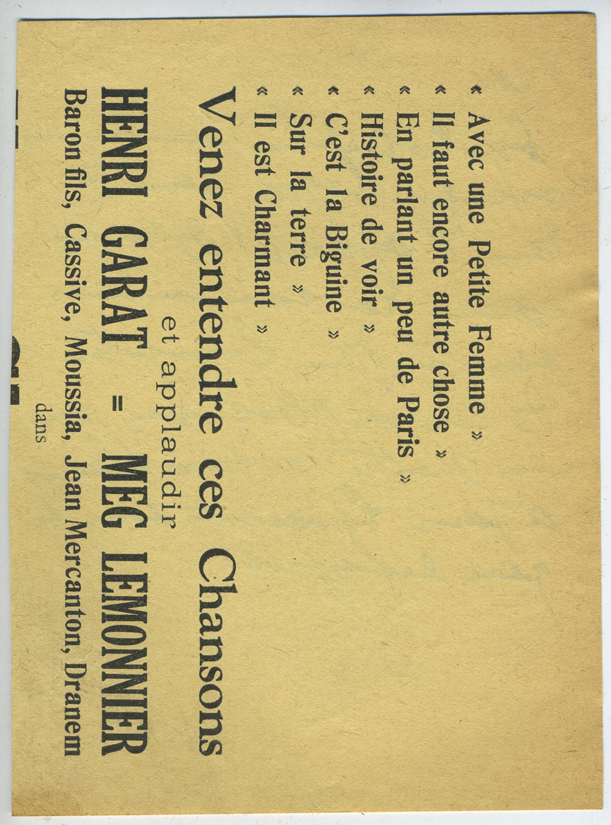 « Avec une Petite Femme »
« Il faut encore autre chose »
« En parlant un peu de Paris »
« Histoire de voir »
« C'est la Biguine »
« Sur la terre »
« Il est Charmant »
Venez entendre ces Chansons
et applaudir
HENRI GARAT = MEG LEMONNIER
Baron fils, Cassive, Moussia, Jean Mercanton, Dranem
dans